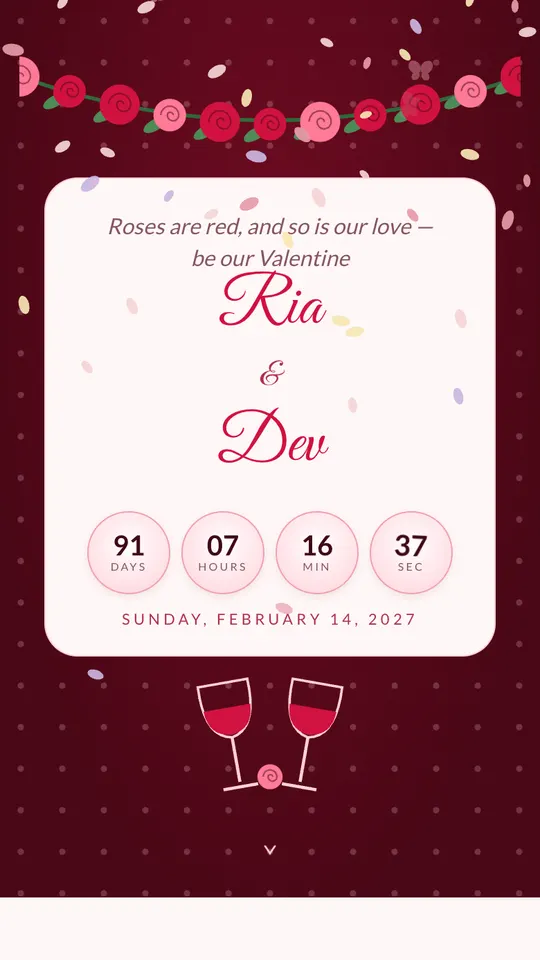 Roses are red, and so is our love —
be our Valentine
Ria
&
Dev
91 07 16 37
DAYS HOURS MIN SEC
SUNDAY, FEBRUARY 14, 2027